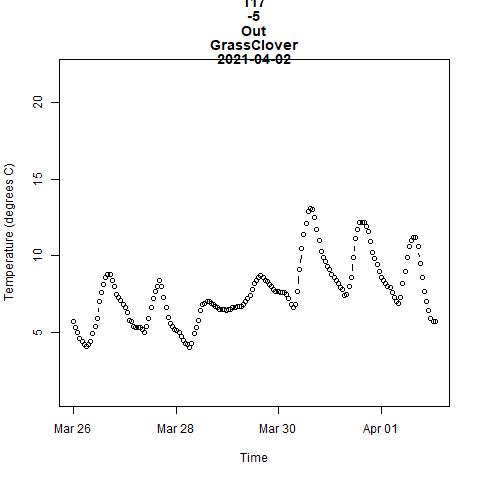 117
-5
Out
GrassClover
2021-04-02
Temperature (degrees C)
20
15
10
5
Mar 26
Mar 28
Mar 30
Apr 01
Time